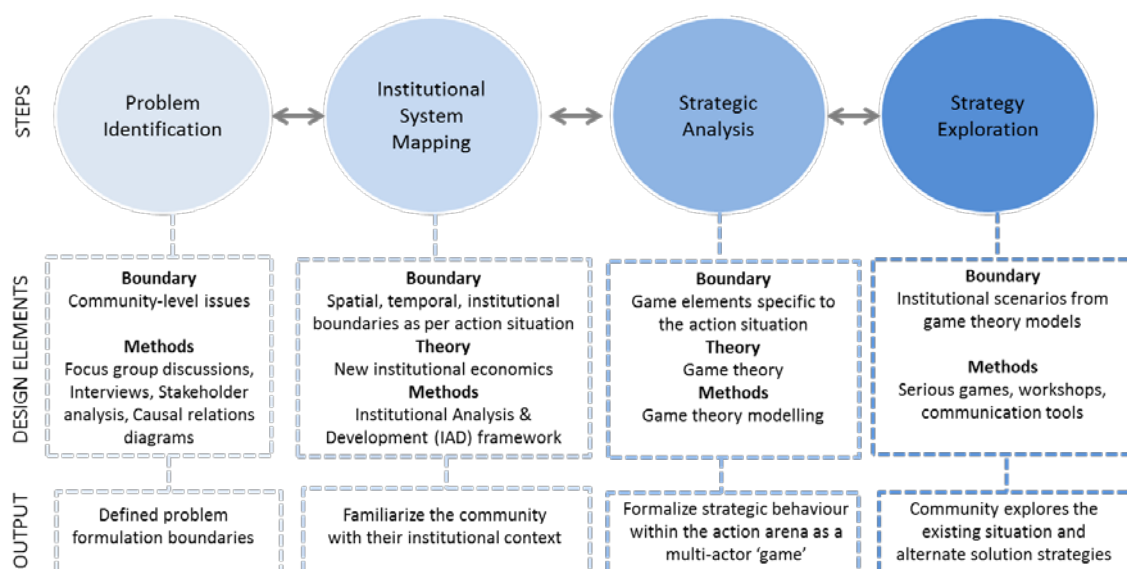 STEPS
Problem
Identification
Institutional
System
Mapping
Strategic
Analysis
Strategy
Exploration
DESIGN ELEMENTS
Boundary
Community-level issues
Methods
Focus group discussions,
Interviews, Stakeholder
analysis, Causal relations
diagrams
Boundary
Spatial, temporal, institutional
boundaries as per action situation
Theory
New institutional economics
Methods
Institutional Analysis &
Development (IAD) framework
Boundary
Game elements specific to
the action situation
Theory
Game theory
Methods
Game theory modelling
Boundary
Institutional scenarios from
game theory models
Methods
Serious games, workshops,
communication tools
OUTPUT
Defined problem
formulation boundaries
Familiarize the community
with their institutional context
Formalize strategic behaviour
within the action arena as a
multi-actor ‘game’
Community explores the
existing situation and
alternate solution strategies